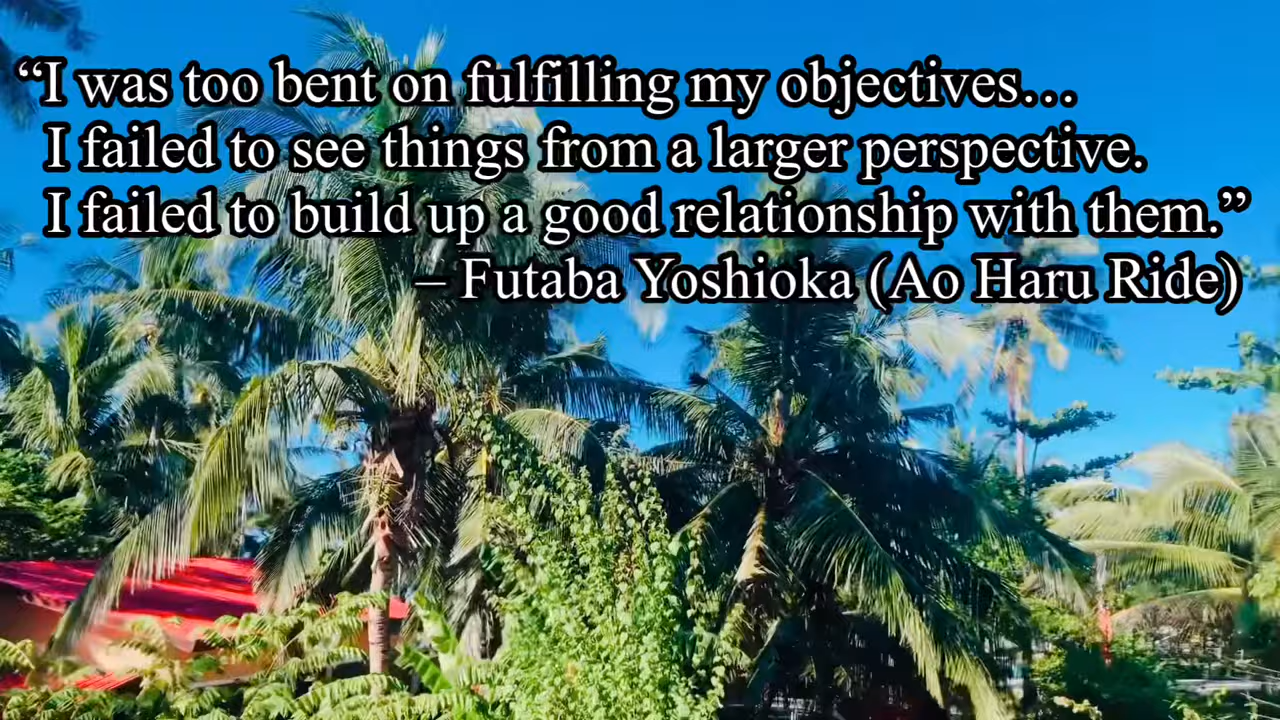 “I was too bent on fulfilling my objectives…
I failed to see things from a larger perspective.
I failed to build up a good relationship with them.”
– Futaba Yoshioka (Ao Haru Ride)